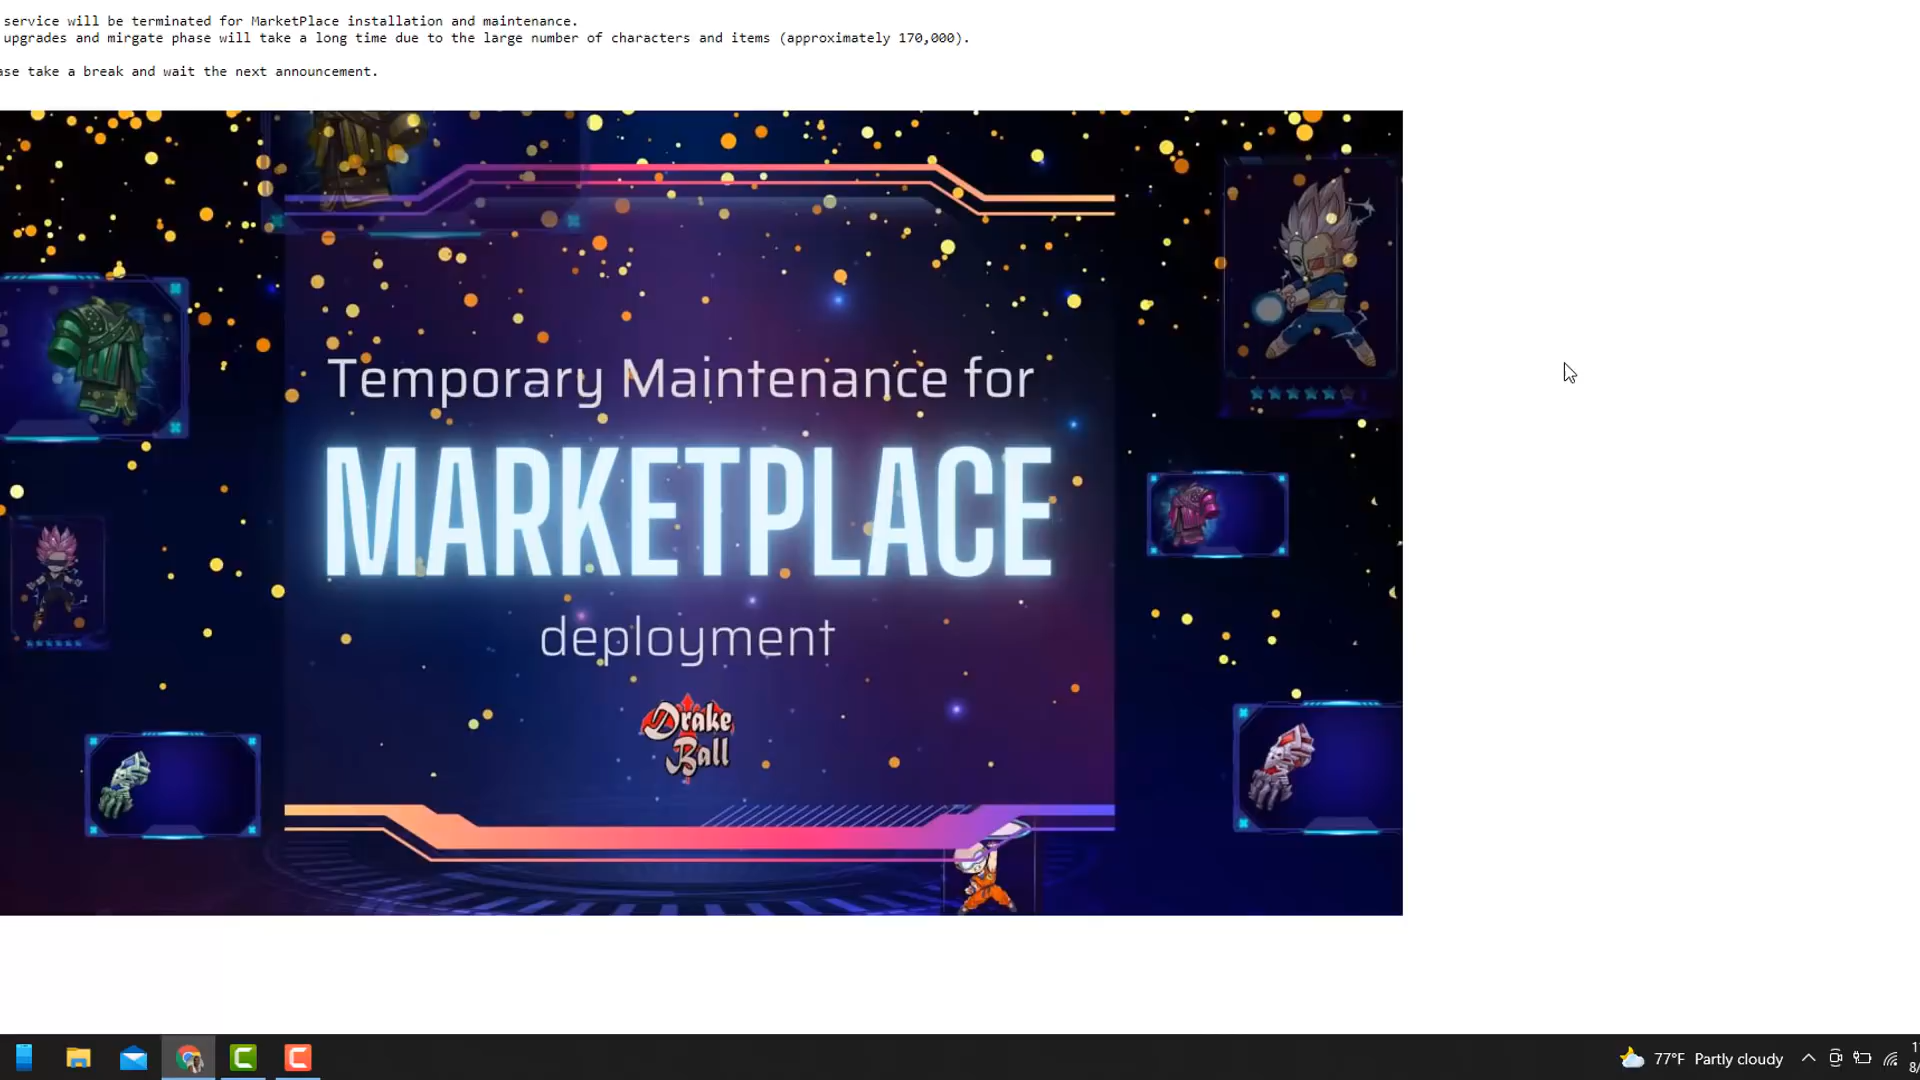 service will be terminated for MarketPlace installation and maintenance.
upgrades and mirgate phase will take a long time due to the large number of characters and items (approximately 170,000).
take a break and wait the next announcement.
Temporary Maintenance for
MARKETPLACE
deployment
Drake
Ball
77°F Partly cloudy